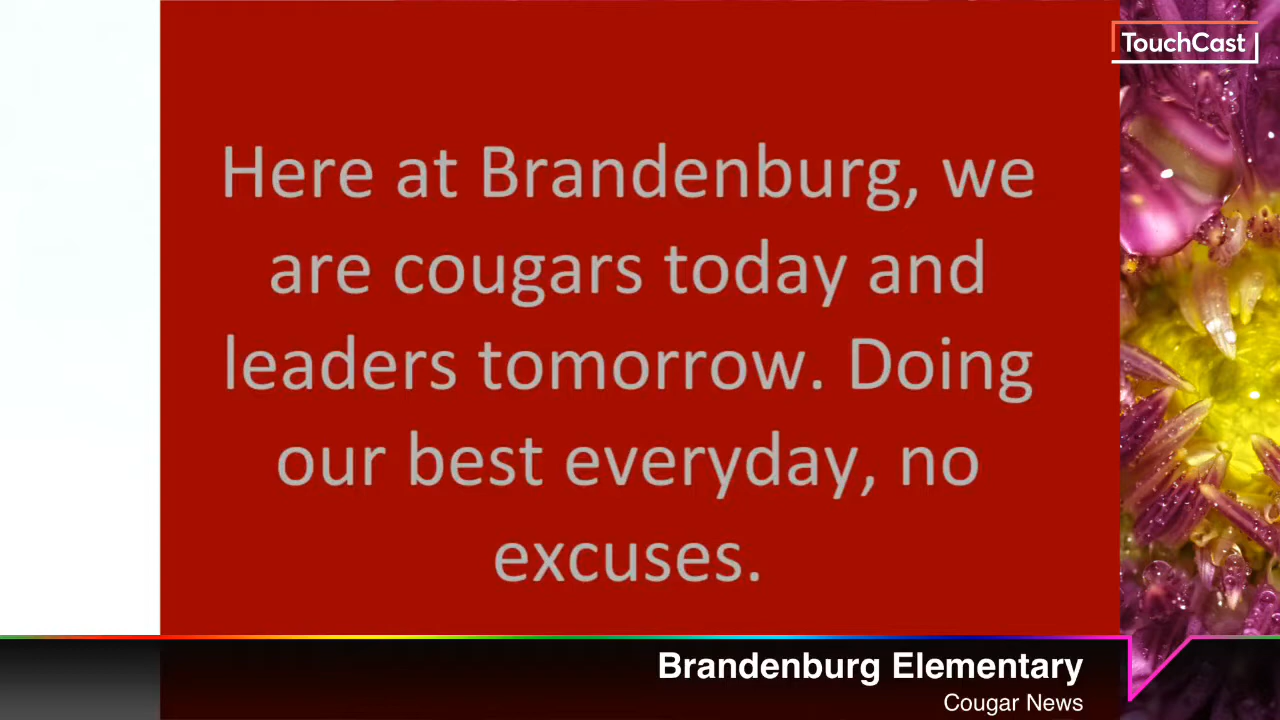 TouchCast
Here at Brandenburg, we
are cougars today and
leaders tomorrow. Doing
our best everyday, no
excuses.
Brandenburg Elementary
Cougar News